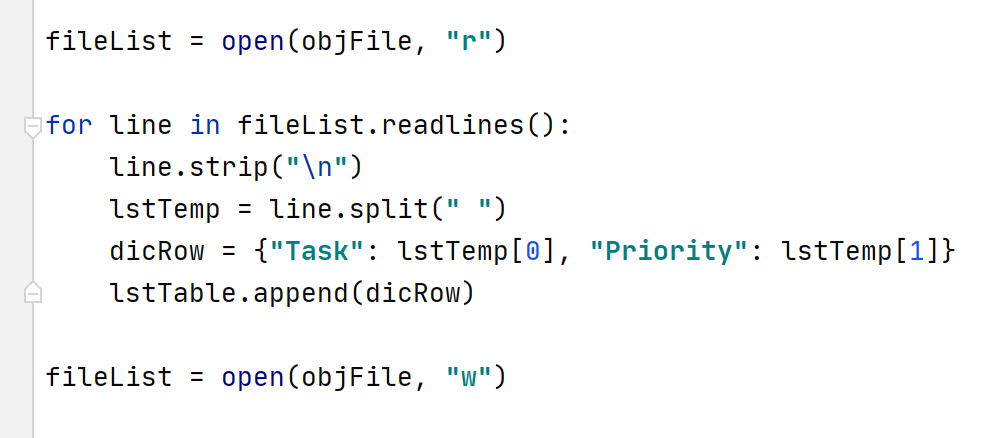 fileList = open(objFile, "r")
for line in fileList.readlines():
    line.strip("\n")
    lstTemp = line.split(" ")
    dicRow = {"Task": lstTemp[0], "Priority": lstTemp[1]}
    lstTable.append(dicRow)
fileList = open(objFile, "w")